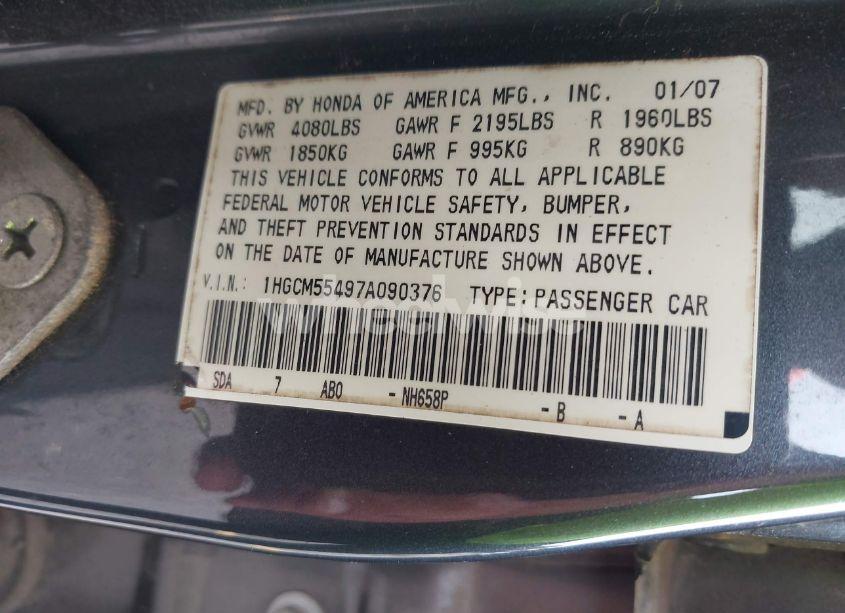 MFD. BY HONDA OF AMERICA MFG., INC. 01/07
GVWR 4080LBS GAWR F 2195LBS R 1960LBS
GVWR 1850KG GAWR F 995KG R 890KG
THIS VEHICLE CONFORMS TO ALL APPLICABLE
FEDERAL MOTOR VEHICLE SAFETY, BUMPER,
AND THEFT PREVENTION STANDARDS IN EFFECT
ON THE DATE OF MANUFACTURE SHOWN ABOVE.
V.I.N.: 1HGCM55497A090376 TYPE:PASSENGER CAR
wheelwise
SDA 7 AB0 -NH658P -B -A